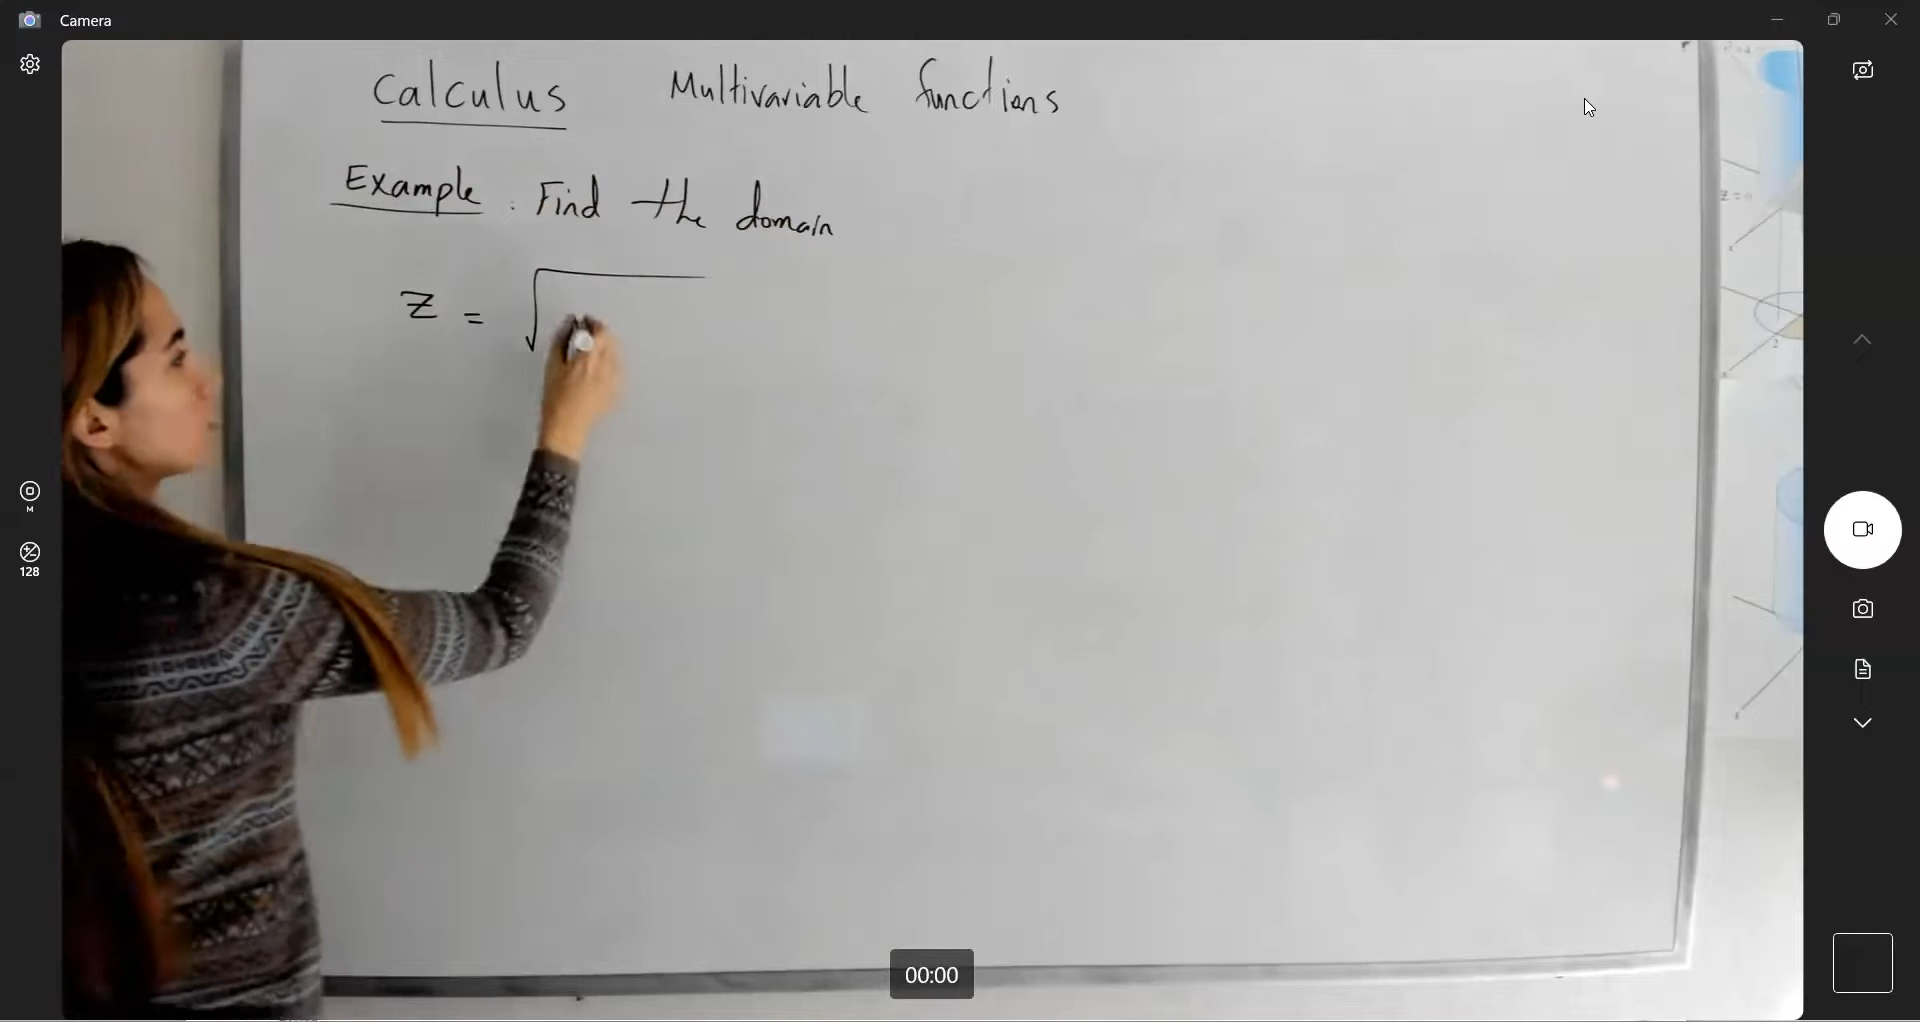 Camera
Calculus Multivariable functions
Example : Find the domain
Z = √
M
128
00:00